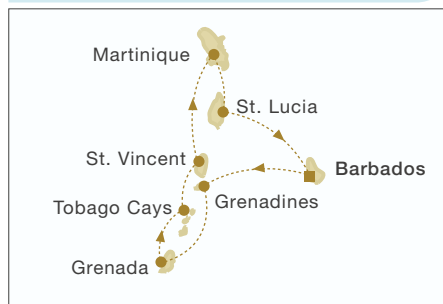 Martinique
St. Lucia
St. Vincent
Barbados
Grenadines
Tobago Cays
Grenada